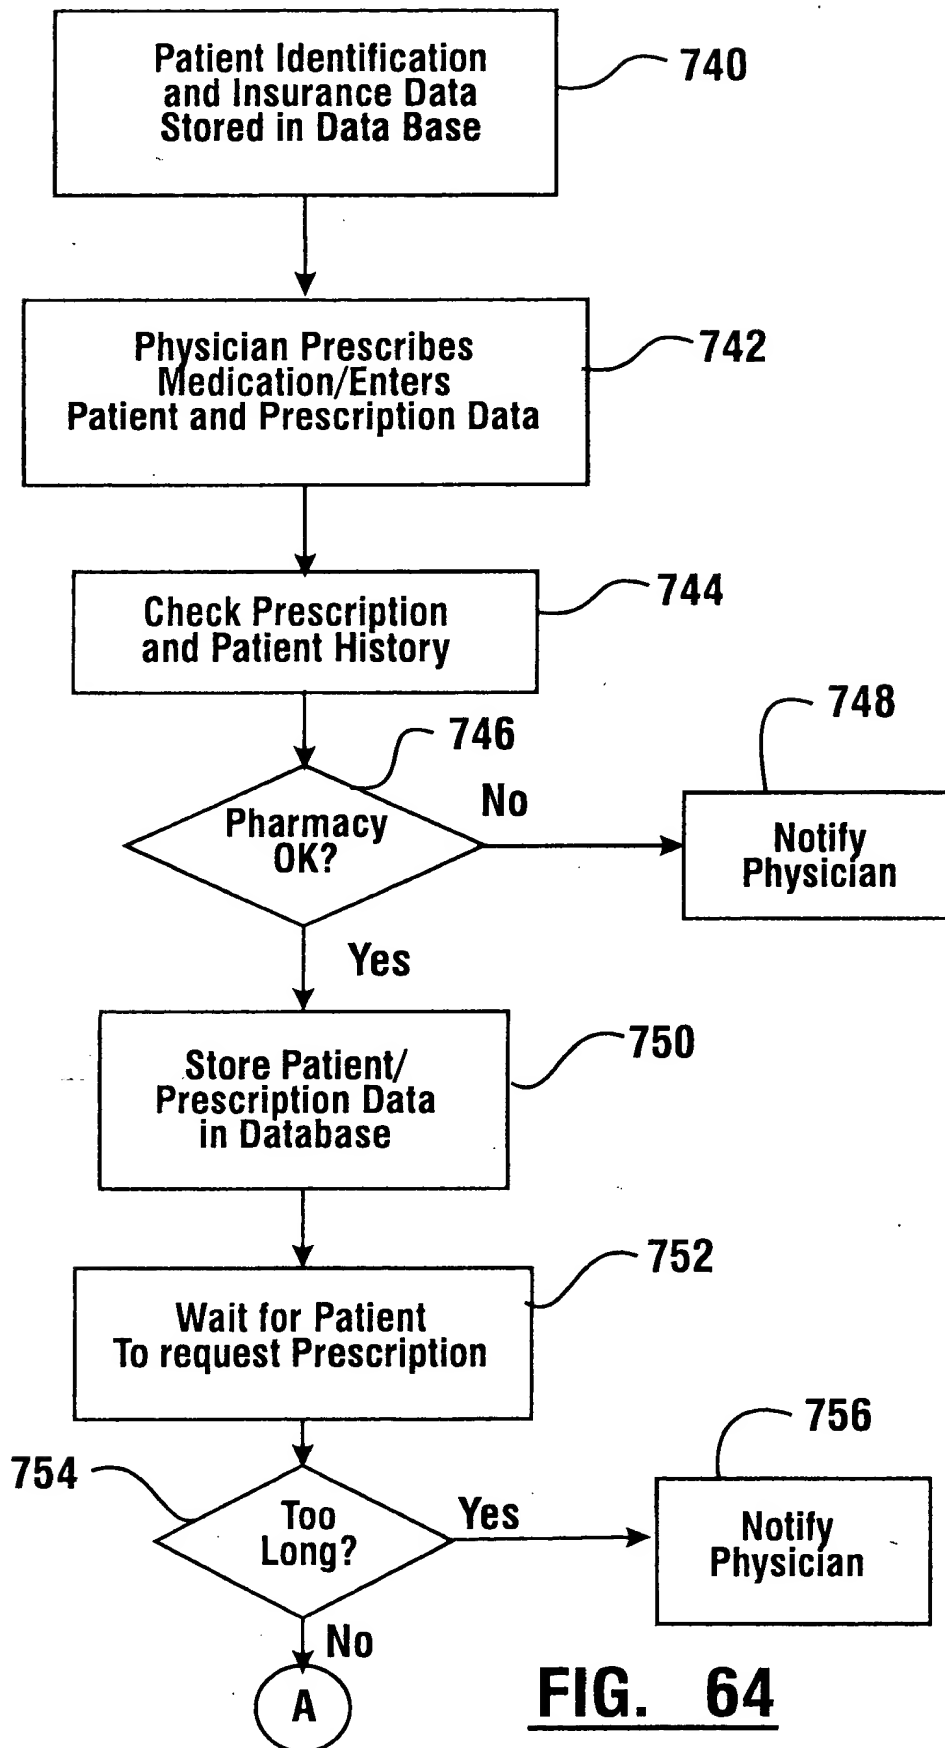 Patient Identification
and Insurance Data
Stored in Data Base
740
Physician Prescribes
Medication/Enters
Patient and Prescription Data
742
Check Prescription
and Patient History
744
746
Pharmacy
OK?
No
748
Notify
Physician
Yes
Store Patient/
Prescription Data
in Database
750
Wait for Patient
To request Prescription
752
754
Too
Long?
Yes
756
Notify
Physician
No
A
FIG. 64